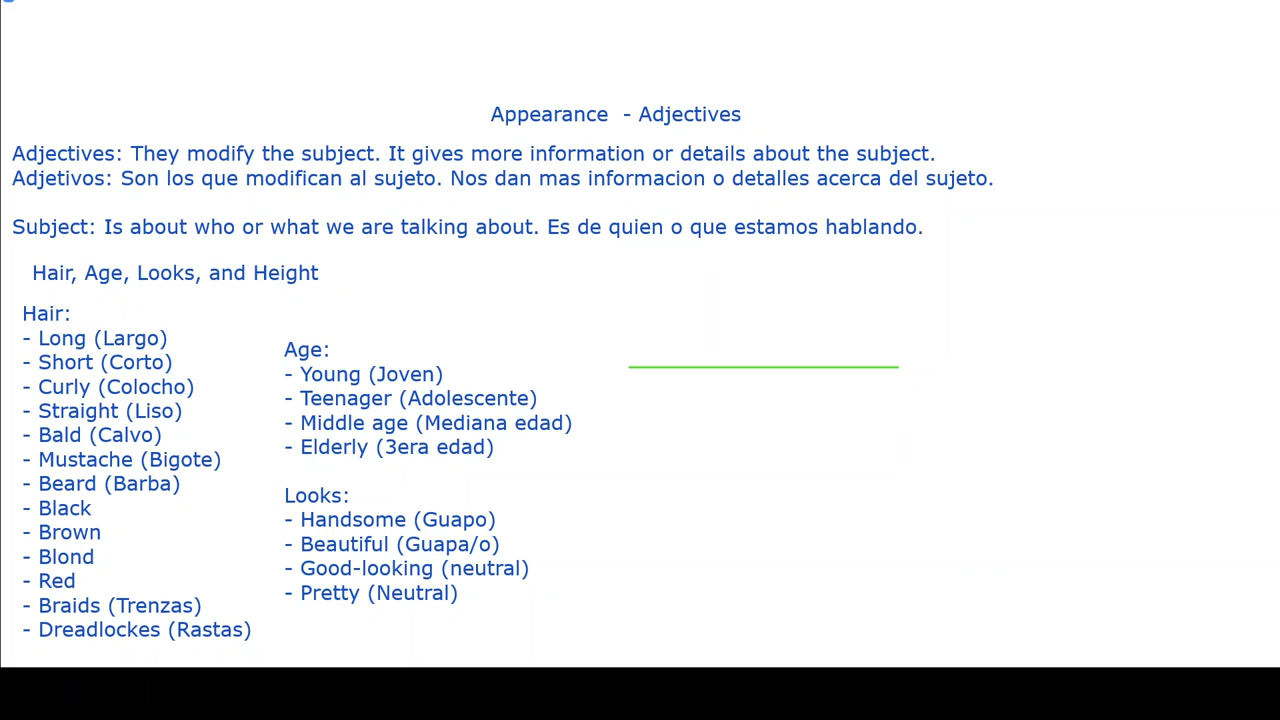 Appearance  - Adjectives
Adjectives: They modify the subject. It gives more information or details about the subject.
Adjetivos: Son los que modifican al sujeto. Nos dan mas informacion o detalles acerca del sujeto.
Subject: Is about who or what we are talking about. Es de quien o que estamos hablando.
Hair, Age, Looks, and Height
Hair:
- Long (Largo)
- Short (Corto)
- Curly (Colocho)
- Straight (Liso)
- Bald (Calvo)
- Mustache (Bigote)
- Beard (Barba)
- Black
- Brown
- Blond
- Red
- Braids (Trenzas)
- Dreadlockes (Rastas)
Age:
- Young (Joven)
- Teenager (Adolescente)
- Middle age (Mediana edad)
- Elderly (3era edad)
Looks:
- Handsome (Guapo)
- Beautiful (Guapa/o)
- Good-looking (neutral)
- Pretty (Neutral)